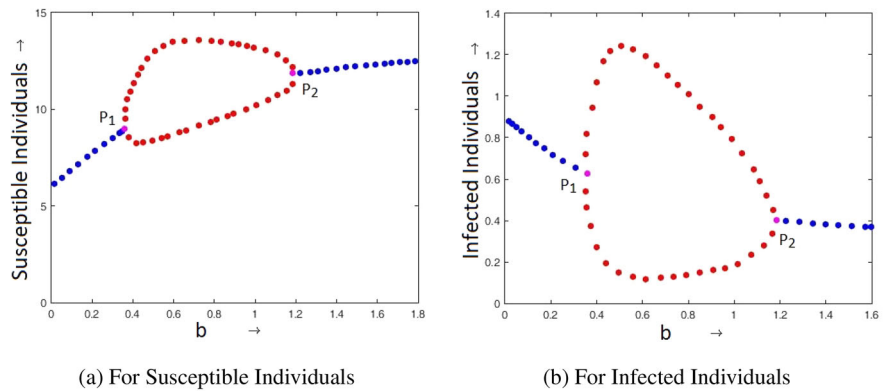 15
10
5
0
Susceptible Individuals →
P1
P2
0 0.2 0.4 0.6 0.8 1 1.2 1.4 1.6 1.8
b →
(a) For Susceptible Individuals
1.4
1.2
1
0.8
0.6
0.4
0.2
0
Infected Individuals →
P1
P2
0 0.2 0.4 0.6 0.8 1 1.2 1.4 1.6
b →
(b) For Infected Individuals